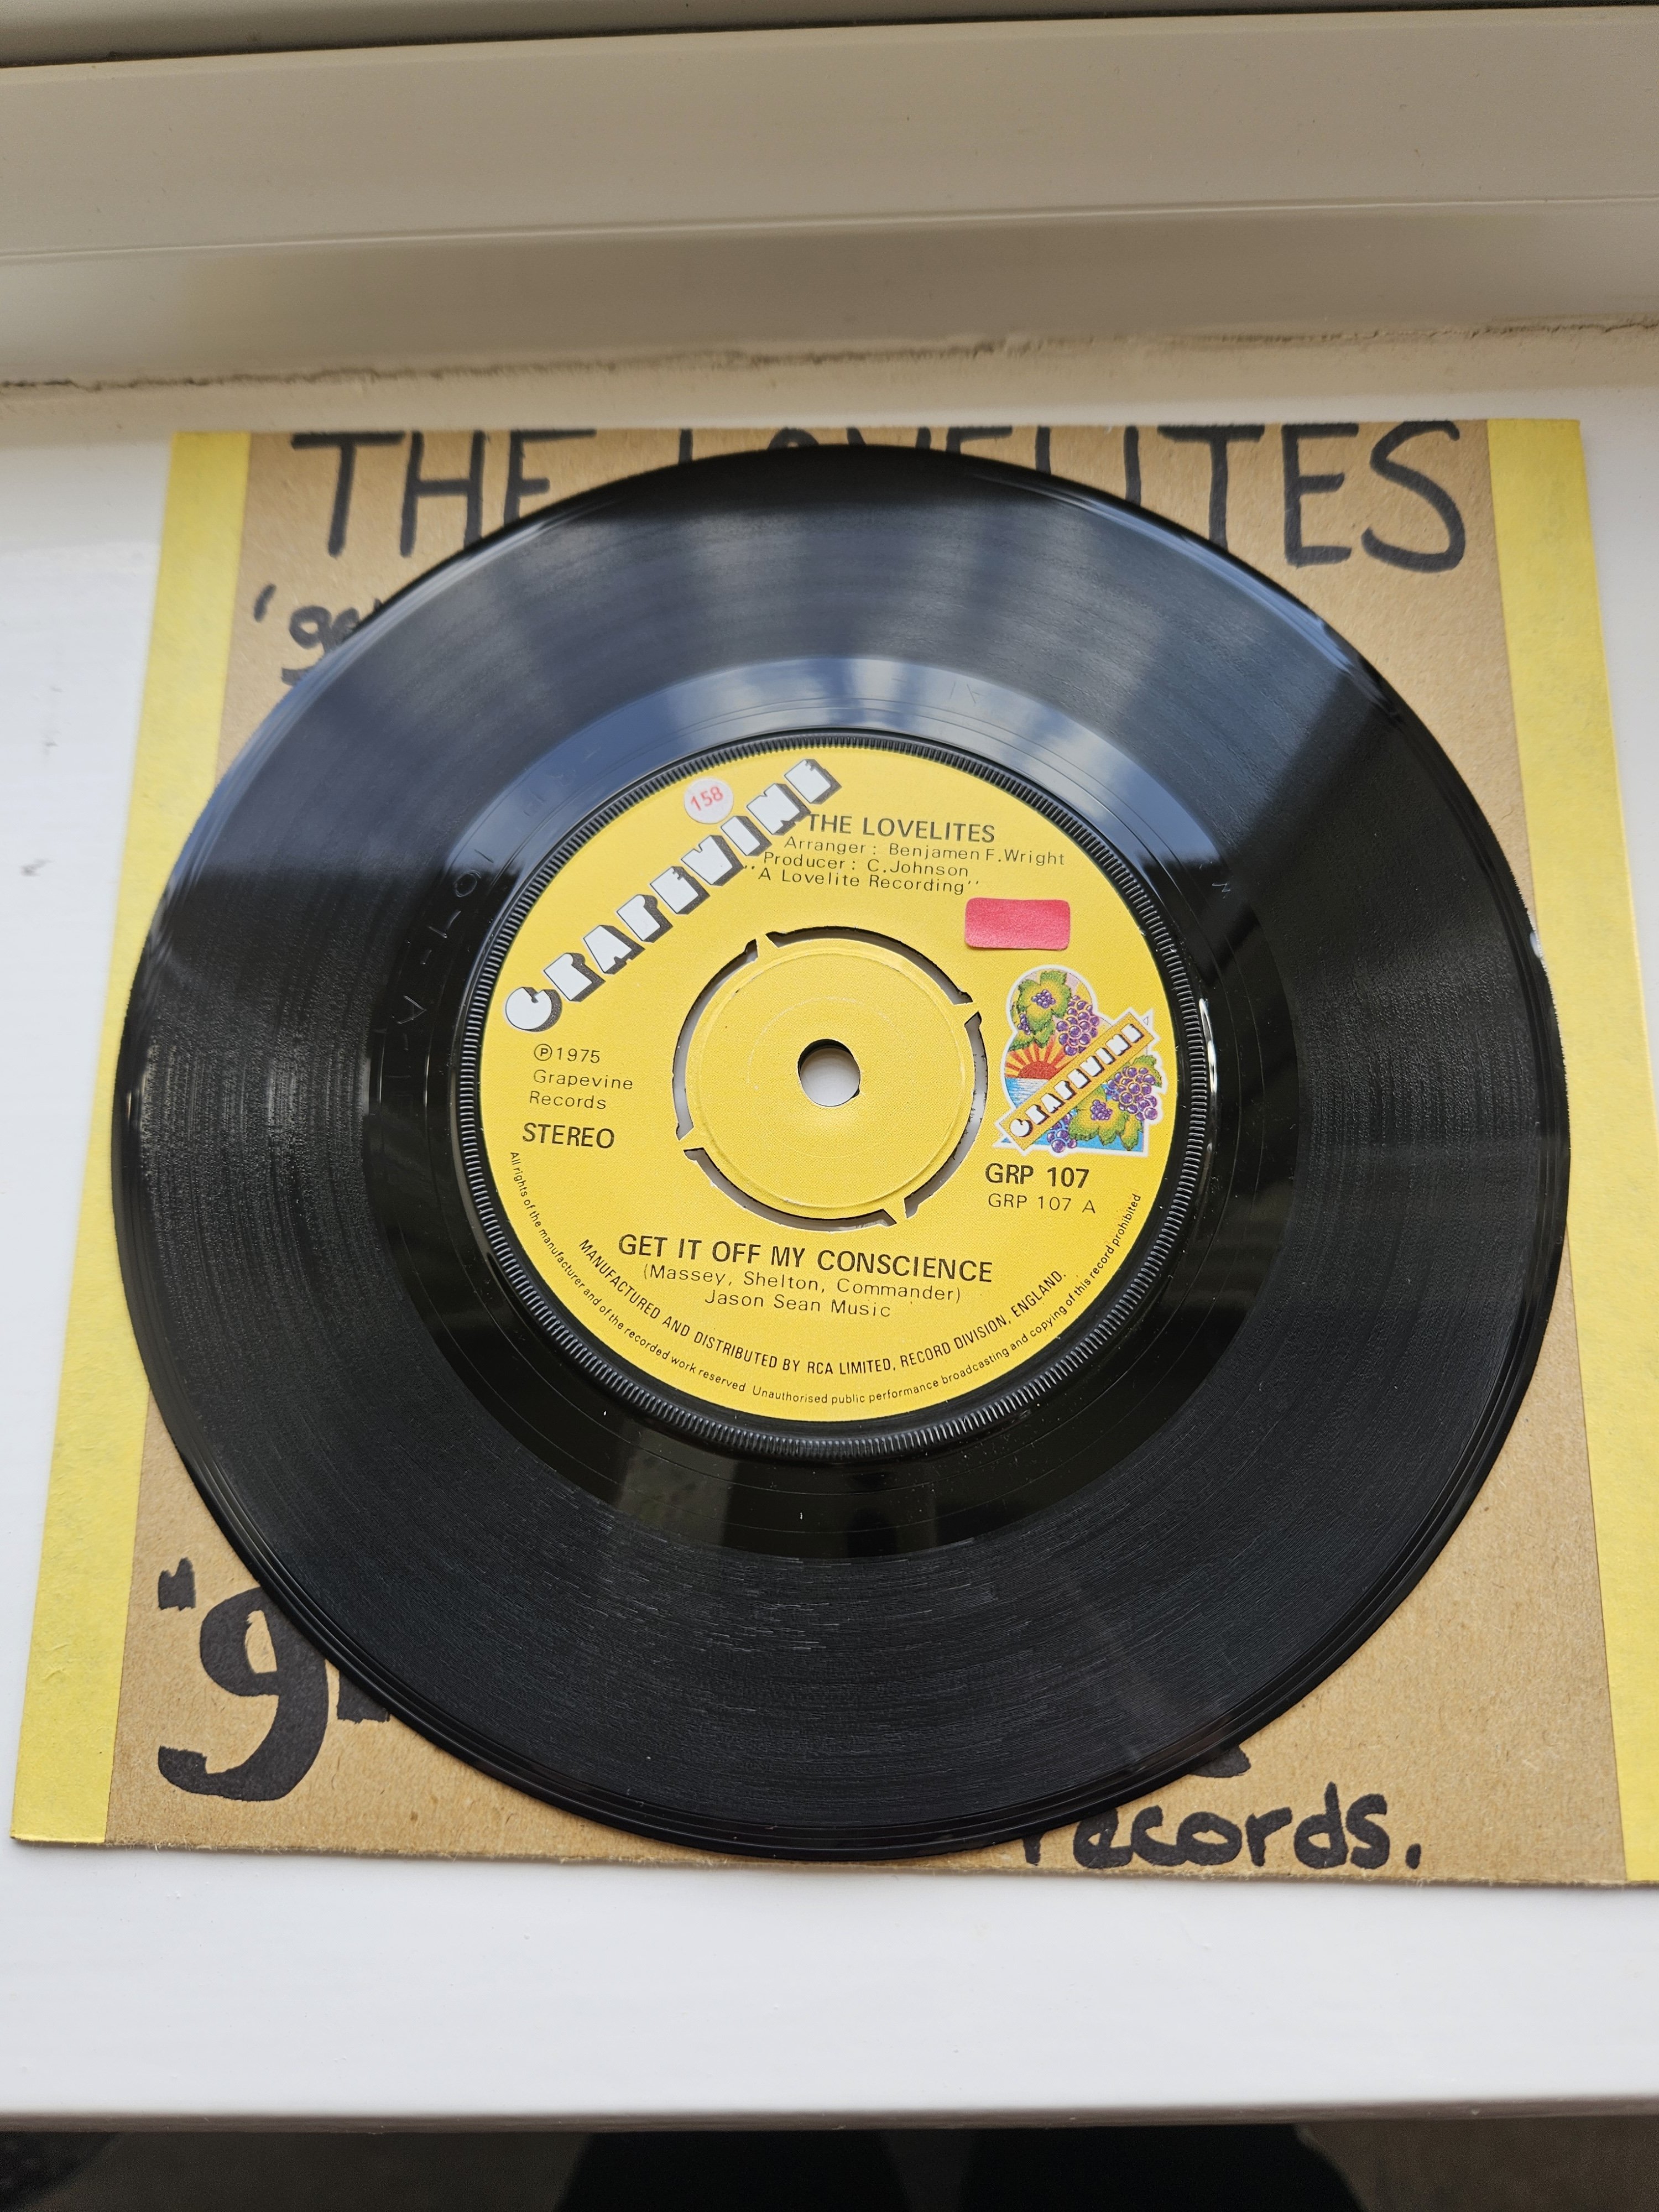 THE LOVELITES
158
GRAPEVINE
THE LOVELITES
Arranger : Benjamen F. Wright
Producer : C. Johnson
"A Lovelite Recording"
GRAPEVINE
℗ 1975
Grapevine
Records
STEREO
GRP 107
GRP 107 A
GET IT OFF MY CONSCIENCE
(Massey, Shelton, Commander)
Jason Sean Music
MANUFACTURED AND DISTRIBUTED BY RCA LIMITED, RECORD DIVISION, ENGLAND.
All rights of the manufacturer and of the recorded work reserved Unauthorised public performance broadcasting and copying of this record prohibited
records.